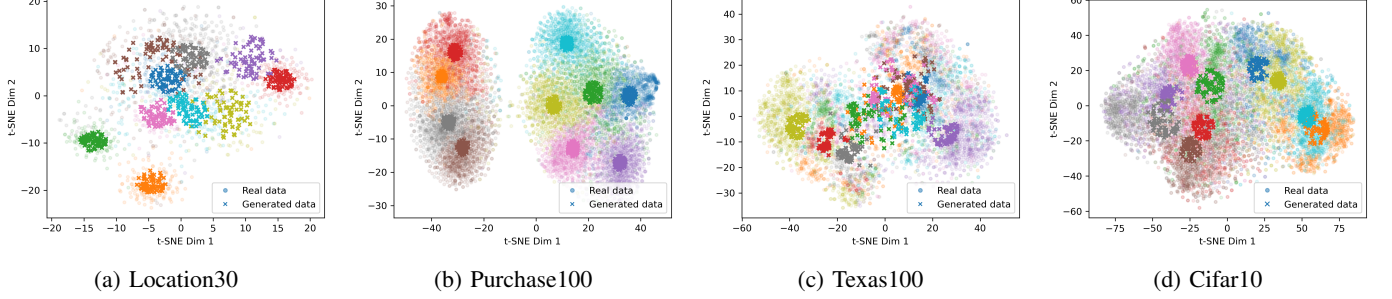 20
10
0
−10
−20
−20
−15
−10
−5
0
5
10
15
20
t-SNE Dim 2
t-SNE Dim 1
Real data
Generated data
(a) Location30
30
20
10
0
−10
−20
−30
−40
−20
0
20
40
t-SNE Dim 2
t-SNE Dim 1
Real data
Generated data
(b) Purchase100
40
30
20
10
0
−10
−20
−30
−60
−40
−20
0
20
40
t-SNE Dim 2
t-SNE Dim 1
Real data
Generated data
(c) Texas100
60
40
20
0
−20
−40
−60
−75
−50
−25
0
25
50
75
t-SNE Dim 2
t-SNE Dim 1
Real data
Generated data
(d) Cifar10